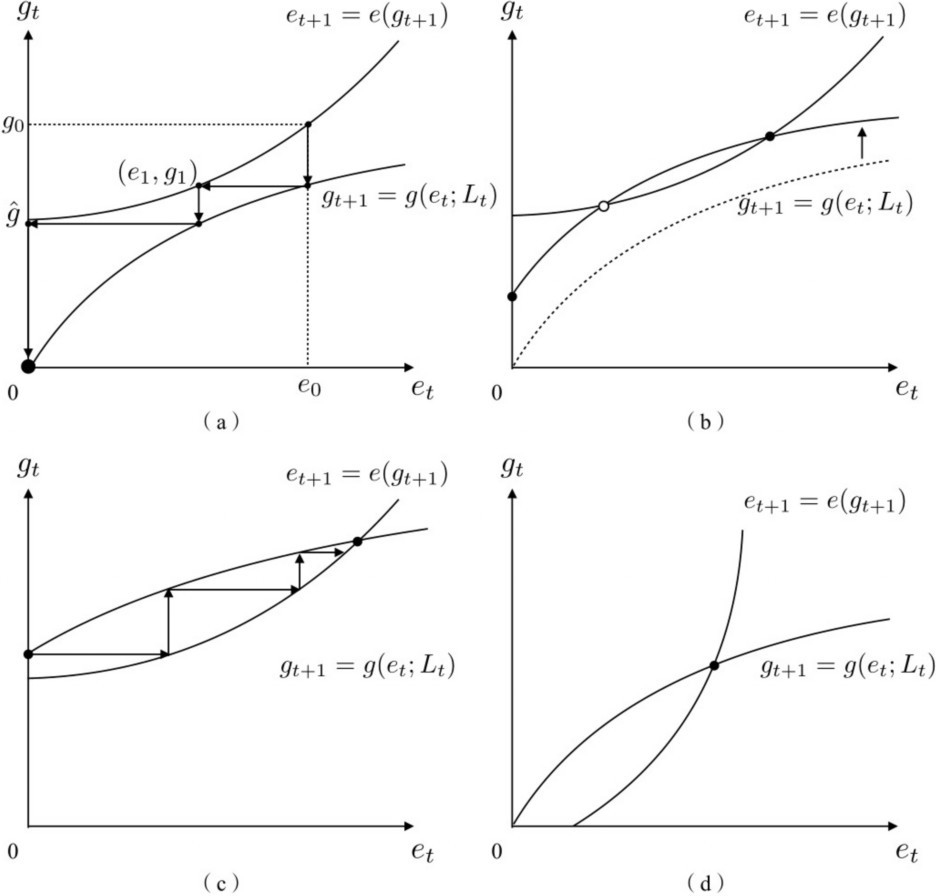 g_t
e_{t+1} = e(g_{t+1})
g_0
(e_1, g_1)
ĝ
g_{t+1} = g(e_t; L_t)
0
e_0
e_t
(a)
g_t
e_{t+1} = e(g_{t+1})
g_{t+1} = g(e_t; L_t)
0
e_t
(b)
g_t
e_{t+1} = e(g_{t+1})
g_{t+1} = g(e_t; L_t)
0
e_t
(c)
g_t
e_{t+1} = e(g_{t+1})
g_{t+1} = g(e_t; L_t)
0
e_t
(d)